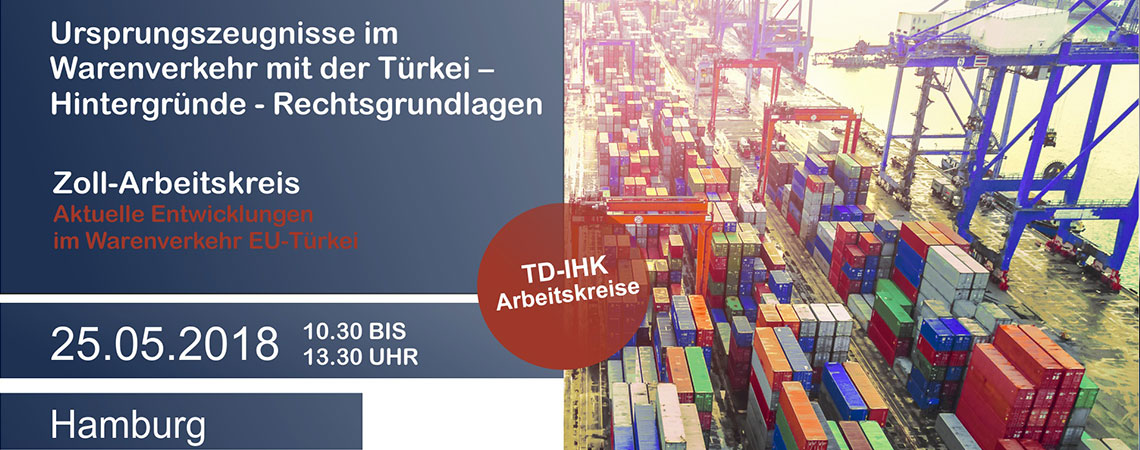 Ursprungszeugnisse im
Warenverkehr mit der Türkei –
Hintergründe - Rechtsgrundlagen
Zoll-Arbeitskreis
Aktuelle Entwicklungen
im Warenverkehr EU-Türkei
TD-IHK
Arbeitskreise
25.05.2018
10.30 BIS
13.30 UHR
Hamburg